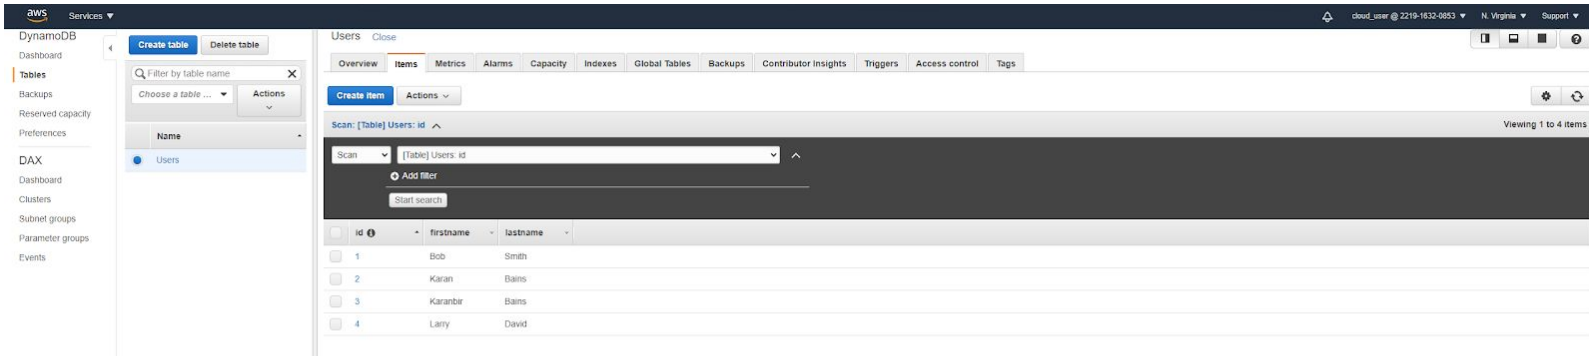 aws Services
cloud_user @ 2219-1632-0853 N. Virginia Support
DynamoDB
Dashboard
Tables
Backups
Reserved capacity
Preferences
DAX
Dashboard
Clusters
Subnet groups
Parameter groups
Events
Create table Delete table
Filter by table name
Choose a table ... Actions
Name
Users
Users Close
Overview Items Metrics Alarms Capacity Indexes Global Tables Backups Contributor Insights Triggers Access control Tags
Create item Actions
Scan: [Table] Users: id Viewing 1 to 4 items
Scan [Table] Users: id
Add filter
Start search
id firstname lastname
1 Bob Smith
2 Karan Bains
3 Karanbir Bains
4 Larry David